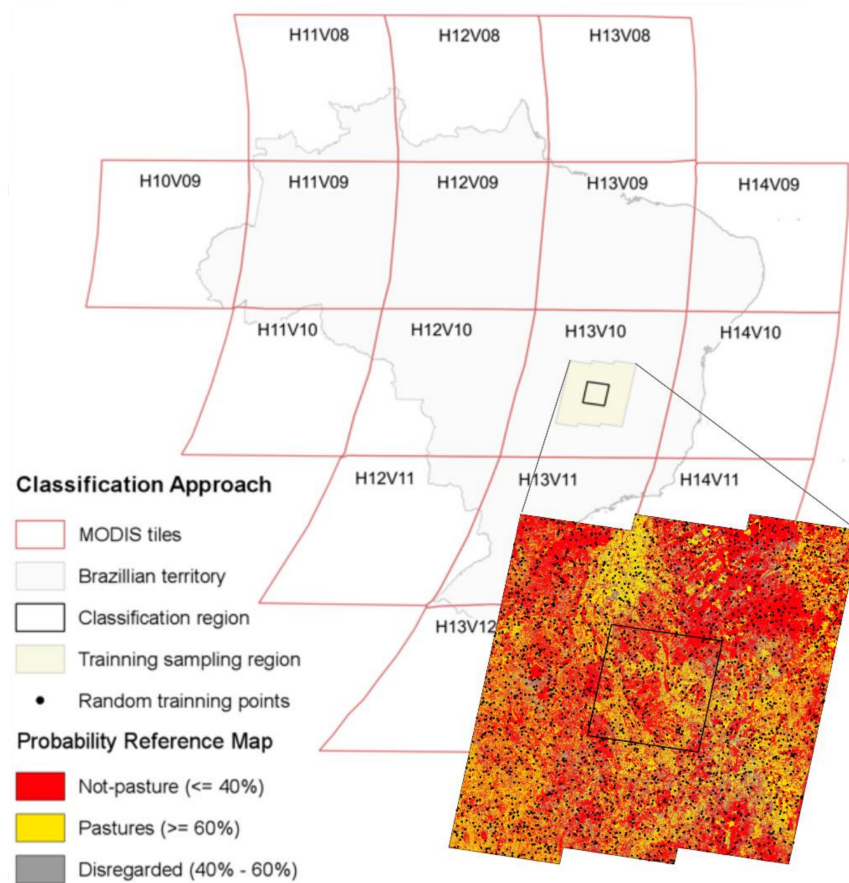 H11V08 H12V08 H13V08
H10V09 H11V09 H12V09 H13V09 H14V09
H11V10 H12V10 H13V10 H14V10
H12V11 H13V11 H14V11
H13V12
Classification Approach
MODIS tiles
Brazillian territory
Classification region
Trainning sampling region
Random trainning points
Probability Reference Map
Not-pasture (<= 40%)
Pastures (>= 60%)
Disregarded (40% - 60%)